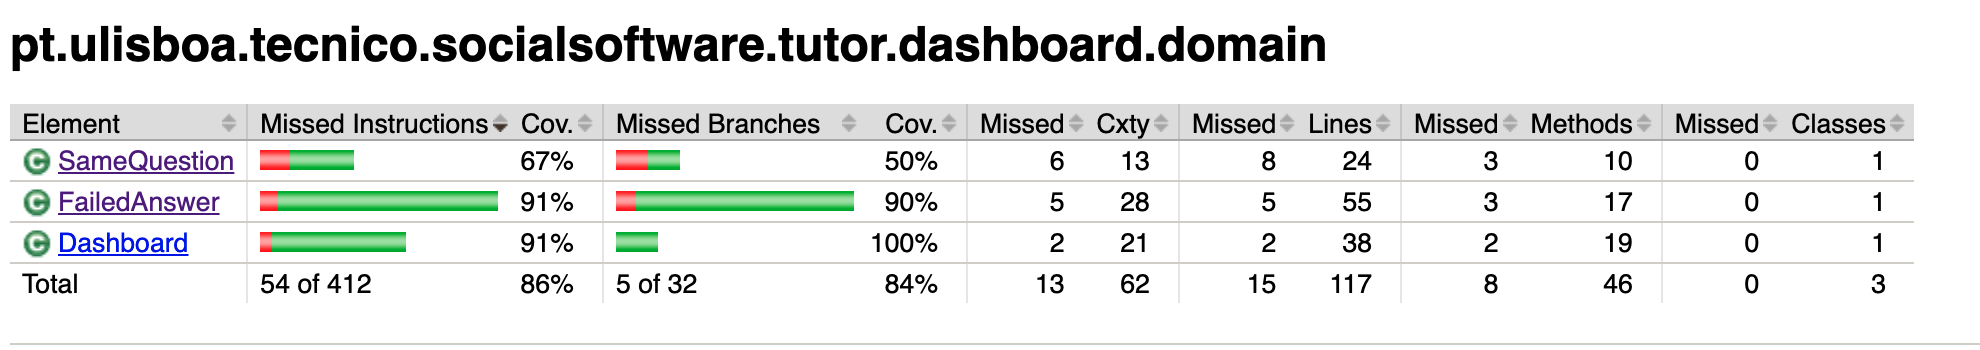 pt.ulisboa.tecnico.socialsoftware.tutor.dashboard.domain
Element Missed Instructions Cov. Missed Branches Cov. Missed Cxty Missed Lines Missed Methods Missed Classes
SameQuestion 67% 50% 6 13 8 24 3 10 0 1
FailedAnswer 91% 90% 5 28 5 55 3 17 0 1
Dashboard 91% 100% 2 21 2 38 2 19 0 1
Total 54 of 412 86% 5 of 32 84% 13 62 15 117 8 46 0 3